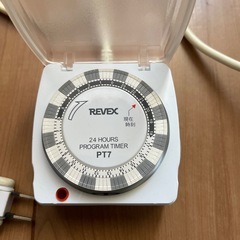 REVEX
現在
時刻
24 HOURS
PROGRAM TIMER
PT7